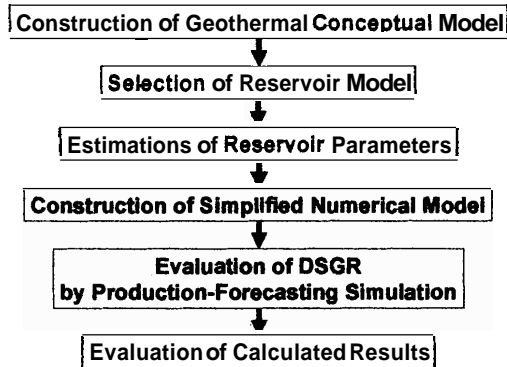 Construction of Geothermal Conceptual Model
Selection of Reservoir Model
Estimations of Reservoir Parameters
Construction of Simplified Numerical Model
Evaluation of DSGR
by Production-Forecasting Simulation
Evaluation of Calculated Results